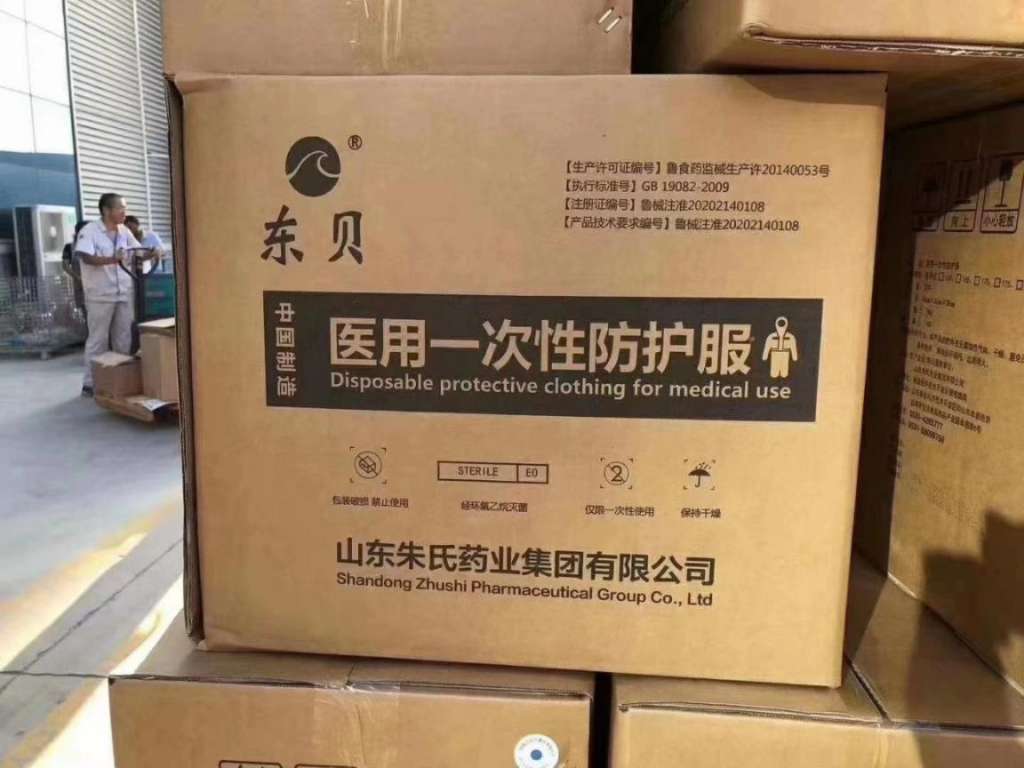 ®
东贝
【生产许可证编号】鲁食药监械生产许20140053号
【执行标准号】GB 19082-2009
【注册证编号】鲁械注准20202140108
【产品技术要求编号】鲁械注准20202140108
中国制造
医用一次性防护服
Disposable protective clothing for medical use
STERILE EO
2
包装破损 禁止使用
经环氧乙烷灭菌
仅限一次性使用
保持干燥
山东朱氏药业集团有限公司
Shandong Zhushi Pharmaceutical Group Co., Ltd
向上
小心轻放